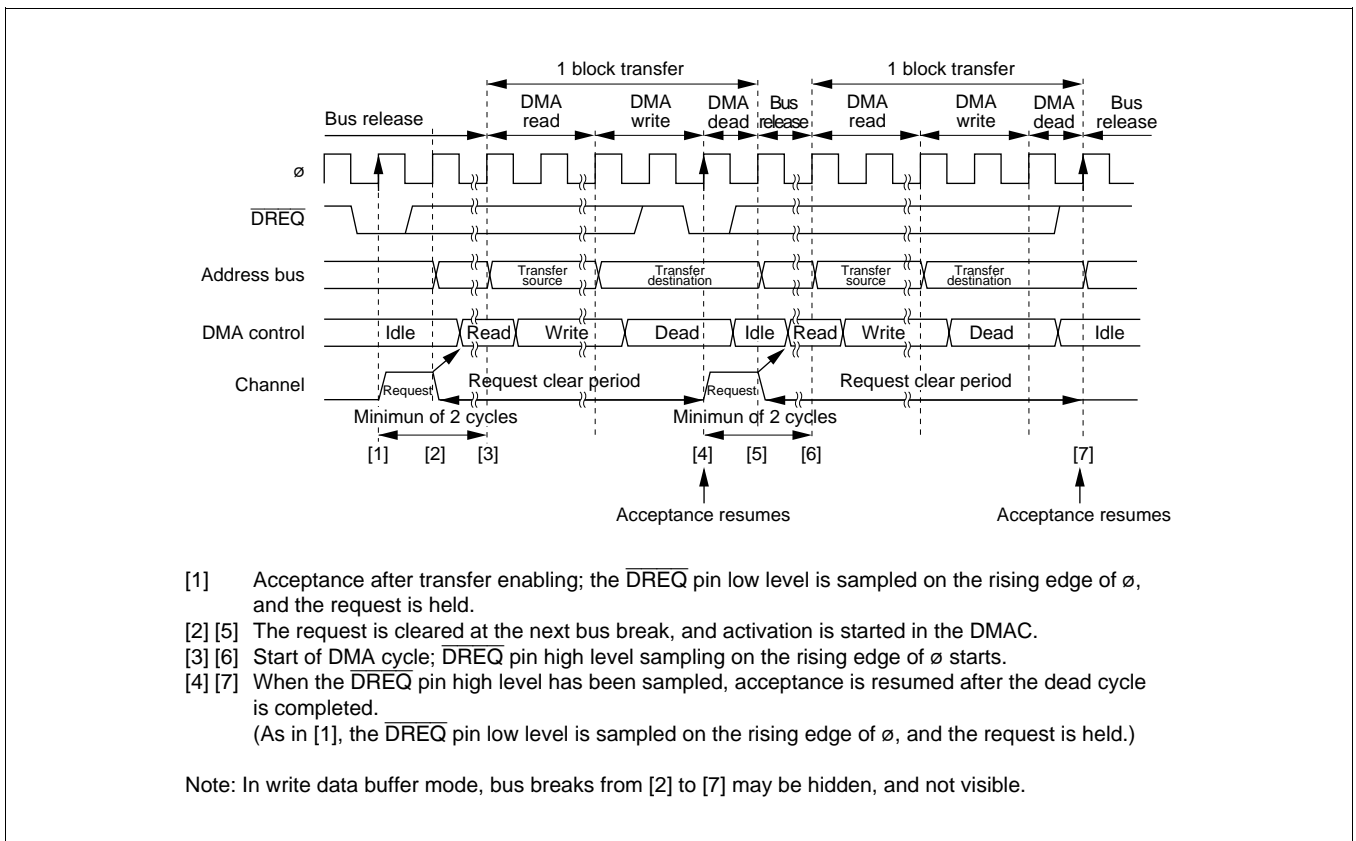 1 block transfer 1 block transfer
Bus release DMA read DMA write DMA dead Bus release DMA read DMA write DMA dead Bus release
ø
DREQ
Address bus Transfer source Transfer destination Transfer source Transfer destination
DMA control Idle Read Write Dead Idle Read Write Dead Idle
Channel Request Request clear period Request Request clear period
Minimun of 2 cycles Minimun of 2 cycles
[1] [2] [3] [4] [5] [6] [7]
Acceptance resumes Acceptance resumes
[1] Acceptance after transfer enabling; the DREQ pin low level is sampled on the rising edge of ø,
and the request is held.
[2] [5] The request is cleared at the next bus break, and activation is started in the DMAC.
[3] [6] Start of DMA cycle; DREQ pin high level sampling on the rising edge of ø starts.
[4] [7] When the DREQ pin high level has been sampled, acceptance is resumed after the dead cycle
is completed.
(As in [1], the DREQ pin low level is sampled on the rising edge of ø, and the request is held.)
Note: In write data buffer mode, bus breaks from [2] to [7] may be hidden, and not visible.